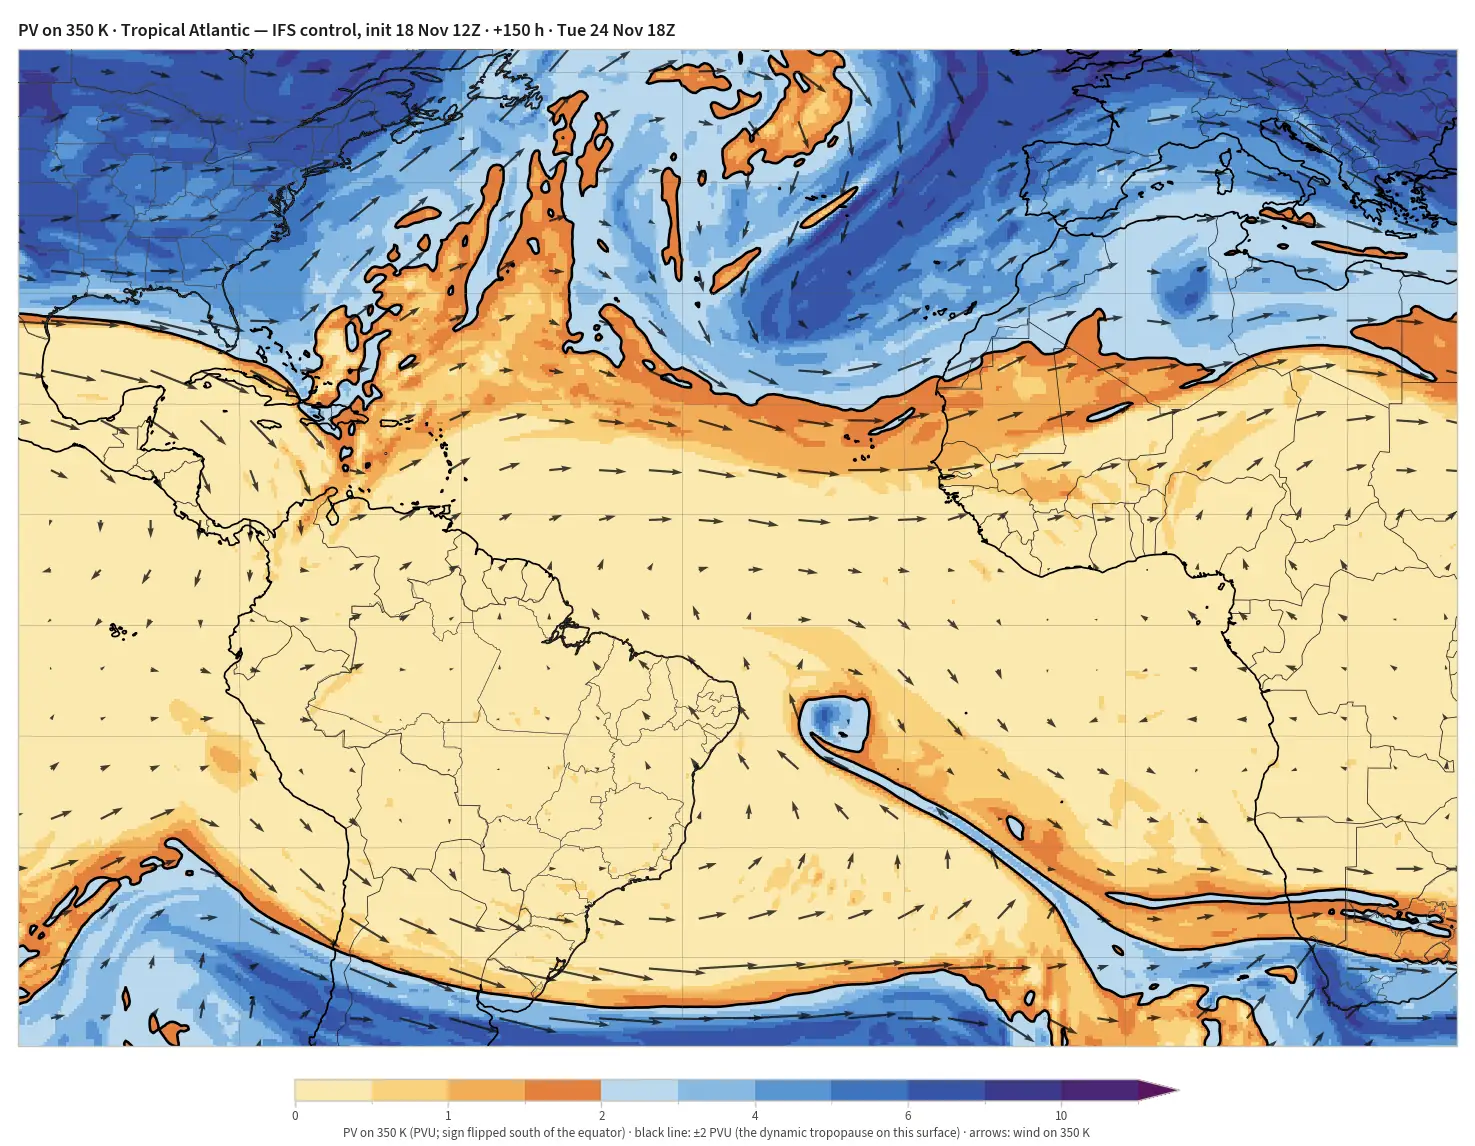 PV on 350 K · Tropical Atlantic — IFS control, init 18 Nov 12Z · +150 h · Tue 24 Nov 18Z
0 1 2 4 6 10
PV on 350 K (PVU; sign flipped south of the equator) · black line: ±2 PVU (the dynamic tropopause on this surface) · arrows: wind on 350 K